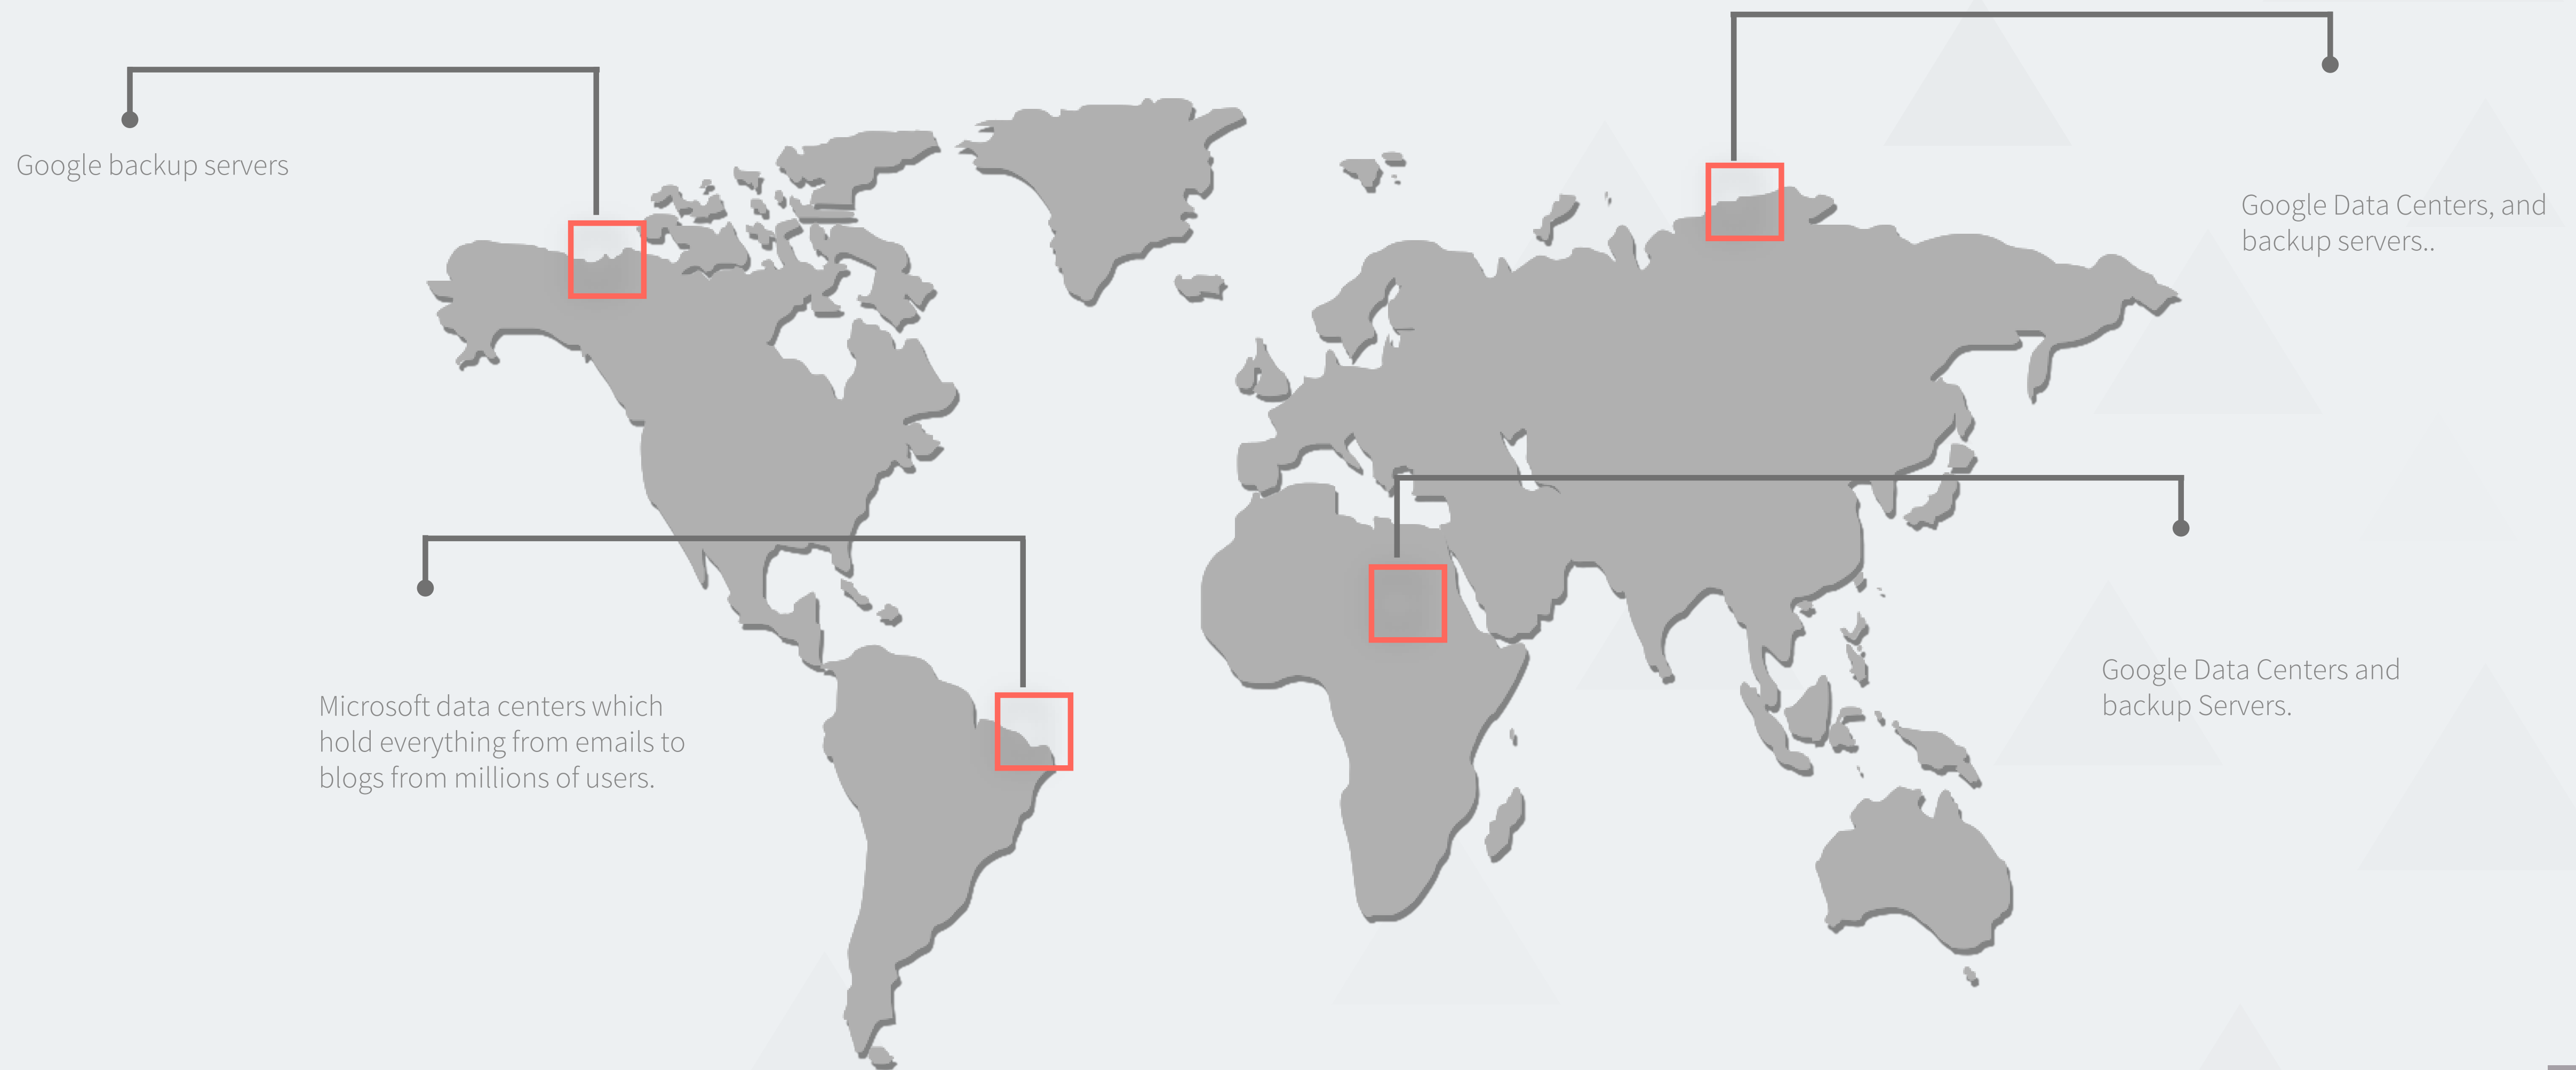 Google backup servers
Google Data Centers, and
backup servers..
Microsoft data centers which
hold everything from emails to
blogs from millions of users.
Google Data Centers and
backup Servers.